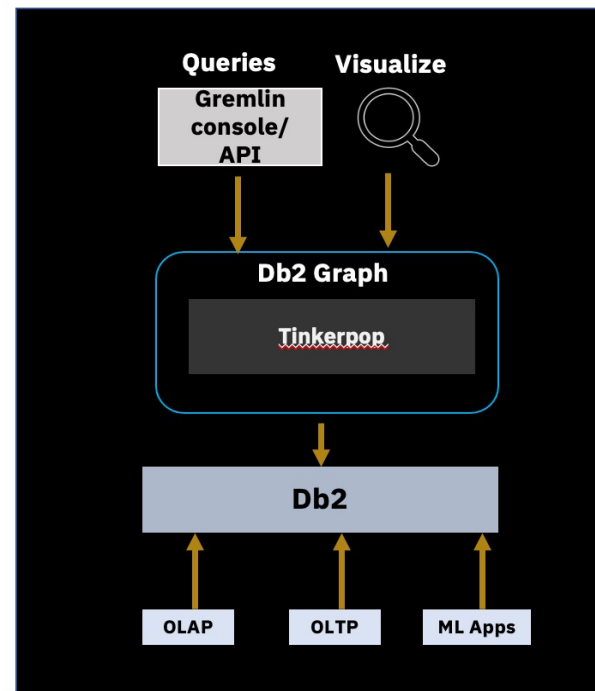 Queries
Visualize
Gremlin
console/
API
Db2 Graph
Tinkerpop
Db2
OLAP
OLTP
ML Apps